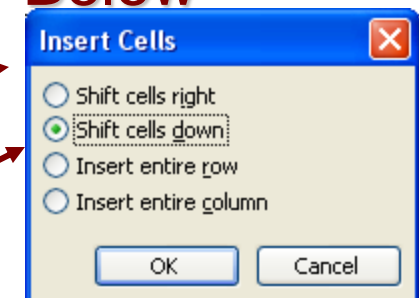 Below
Insert Cells
Shift cells right
Shift cells down
Insert entire row
Insert entire column
OK Cancel